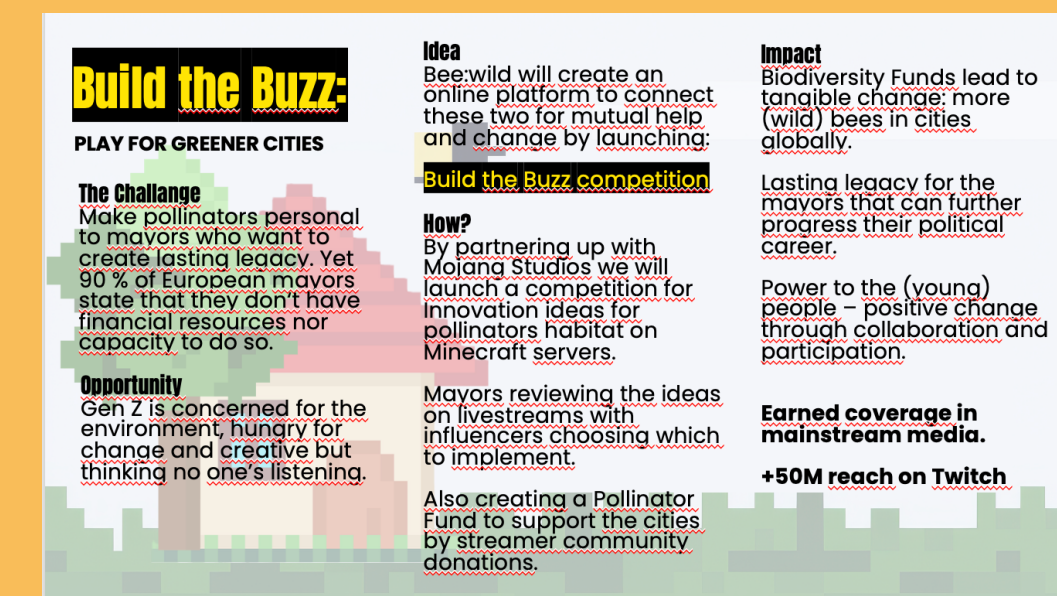 Build the Buzz:
PLAY FOR GREENER CITIES
The Challange
Make pollinators personal
to mayors who want to
create lasting legacy. Yet
90 % of European mayors
state that they don't have
financial resources nor
capacity to do so.
Opportunity
Gen Z is concerned for the
environment, hungry for
change and creative but
thinking no one's listening.
Idea
Bee:wild will create an
online platform to connect
these two for mutual help
and change by launching:
Build the Buzz competition
How?
By partnering up with
Mojang Studios we will
launch a competition for
Innovation ideas for
pollinators habitat on
Minecraft servers.
Mayors reviewing the ideas
on livestreams with
influencers choosing which
to implement.
Also creating a Pollinator
Fund to support the cities
by streamer community
donations.
Impact
Biodiversity Funds lead to
tangible change: more
(wild) bees in cities
globally.
Lasting legacy for the
mayors that can further
progress their political
career.
Power to the (young)
people – positive change
through collaboration and
participation.
Earned coverage in
mainstream media.
+50M reach on Twitch